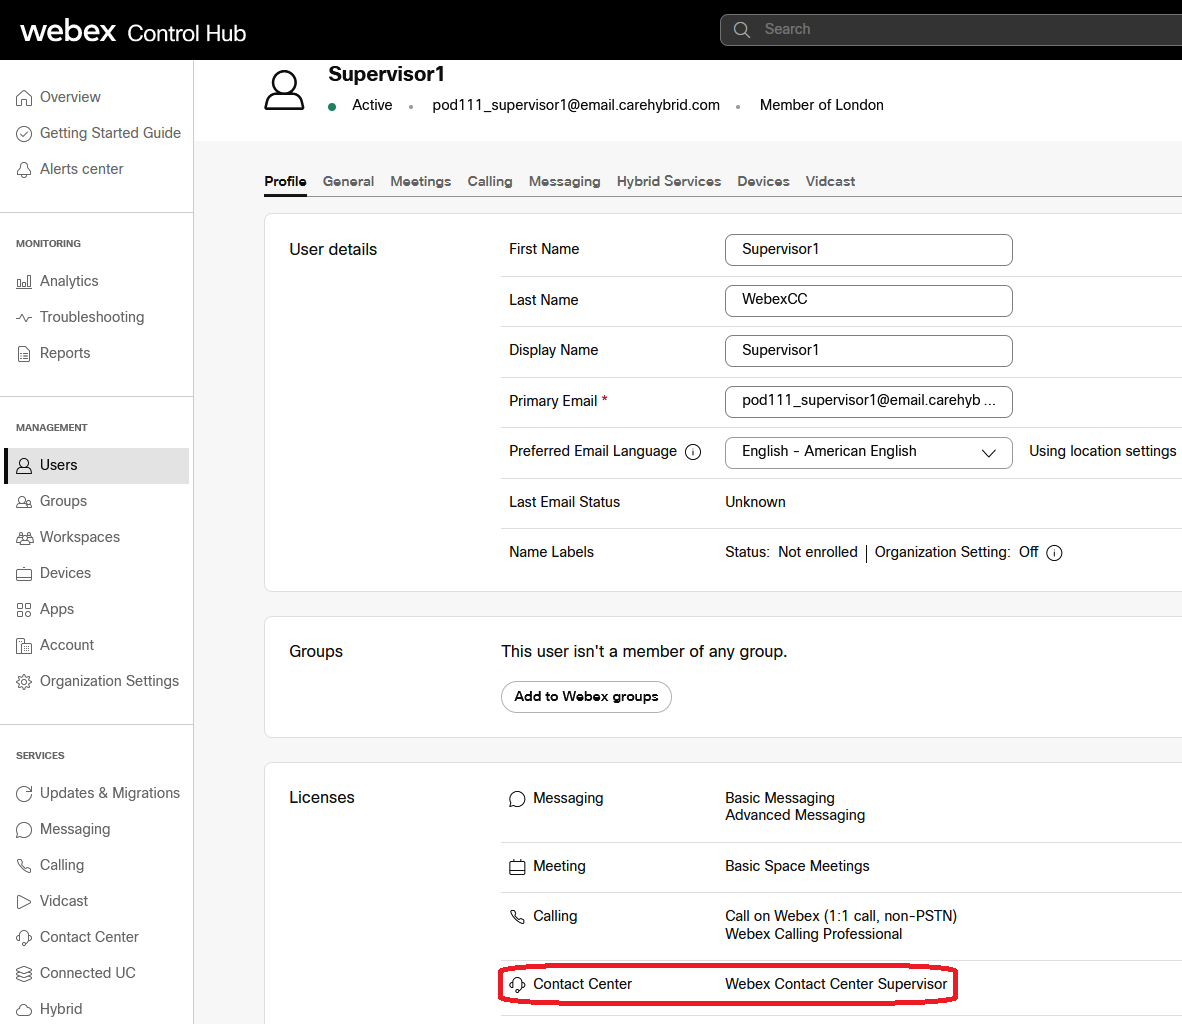 webex Control Hub
Search
Overview
Getting Started Guide
Alerts center
MONITORING
Analytics
Troubleshooting
Reports
MANAGEMENT
Users
Groups
Workspaces
Devices
Apps
Account
Organization Settings
SERVICES
Updates & Migrations
Messaging
Calling
Vidcast
Contact Center
Connected UC
Hybrid
Supervisor1
Active • pod111_supervisor1@email.carehybrid.com • Member of London
Profile General Meetings Calling Messaging Hybrid Services Devices Vidcast
User details
First Name Supervisor1
Last Name WebexCC
Display Name Supervisor1
Primary Email * pod111_supervisor1@email.carehyb ...
Preferred Email Language English - American English Using location settings
Last Email Status Unknown
Name Labels Status: Not enrolled | Organization Setting: Off
Groups
This user isn't a member of any group.
Add to Webex groups
Licenses
Messaging Basic Messaging
Advanced Messaging
Meeting Basic Space Meetings
Calling Call on Webex (1:1 call, non-PSTN)
Webex Calling Professional
Contact Center Webex Contact Center Supervisor